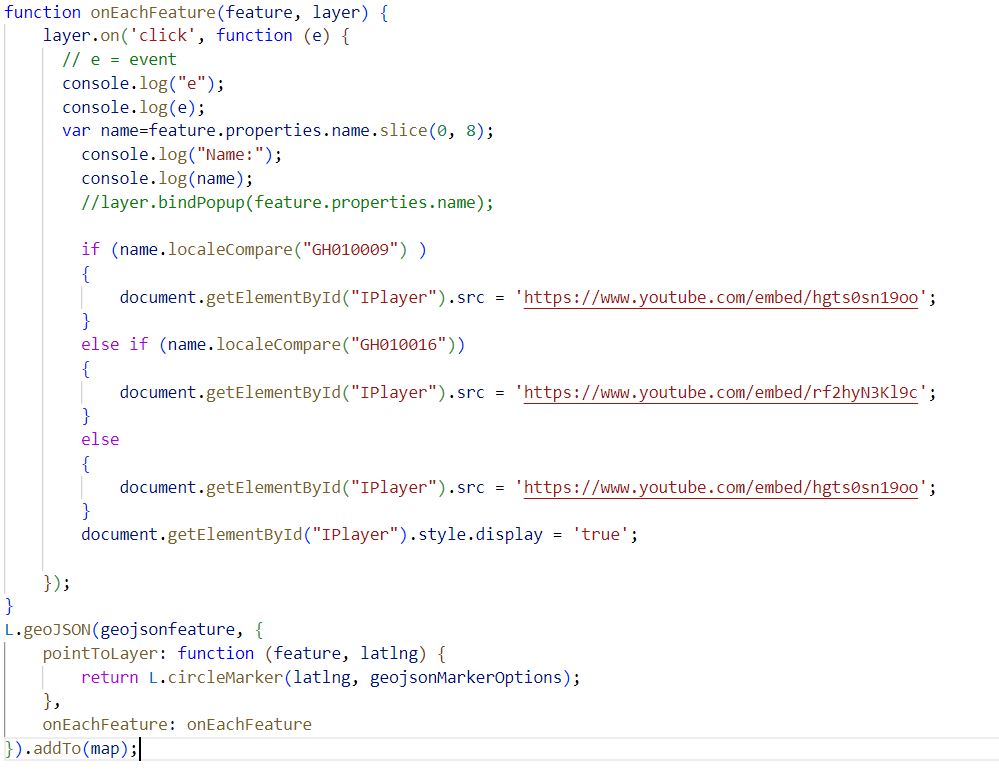 function onEachFeature(feature, layer) {
    layer.on('click', function (e) {
      // e = event
      console.log("e");
      console.log(e);
      var name=feature.properties.name.slice(0, 8);
        console.log("Name:");
        console.log(name);
        //layer.bindPopup(feature.properties.name);

        if (name.localeCompare("GH010009") )
        {
            document.getElementById("IPlayer").src = 'https://www.youtube.com/embed/hgts0sn19oo';
        }
        else if (name.localeCompare("GH010016"))
        {
            document.getElementById("IPlayer").src = 'https://www.youtube.com/embed/rf2hyN3Kl9c';
        }
        else
        {
            document.getElementById("IPlayer").src = 'https://www.youtube.com/embed/hgts0sn19oo';
        }
        document.getElementById("IPlayer").style.display = 'true';

    });
}
L.geoJSON(geojsonfeature, {
    pointToLayer: function (feature, latlng) {
        return L.circleMarker(latlng, geojsonMarkerOptions);
    },
    onEachFeature: onEachFeature
}).addTo(map);